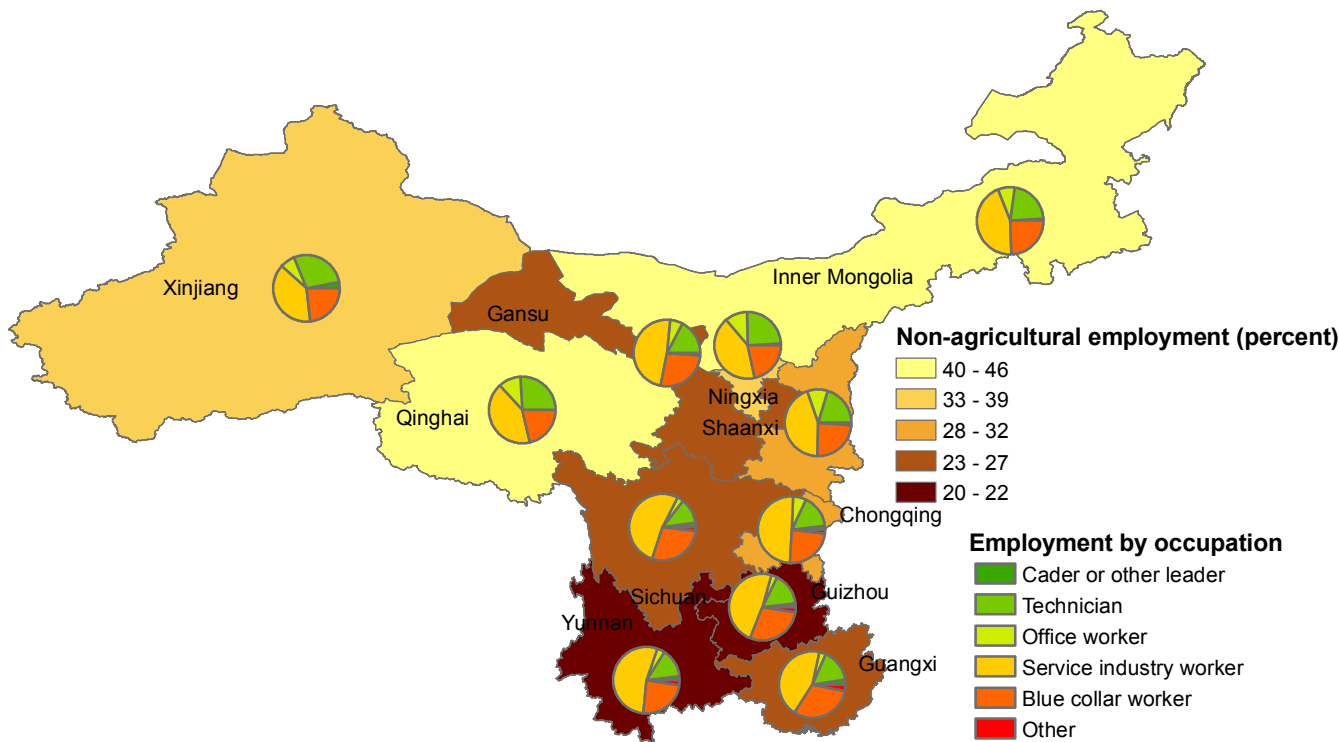 Xinjiang
Gansu
Inner Mongolia
Qinghai
Ningxia
Shaanxi
Chongqing
Sichuan
Guizhou
Yunnan
Guangxi
Non-agricultural employment (percent)
40 - 46
33 - 39
28 - 32
23 - 27
20 - 22
Employment by occupation
Cader or other leader
Technician
Office worker
Service industry worker
Blue collar worker
Other